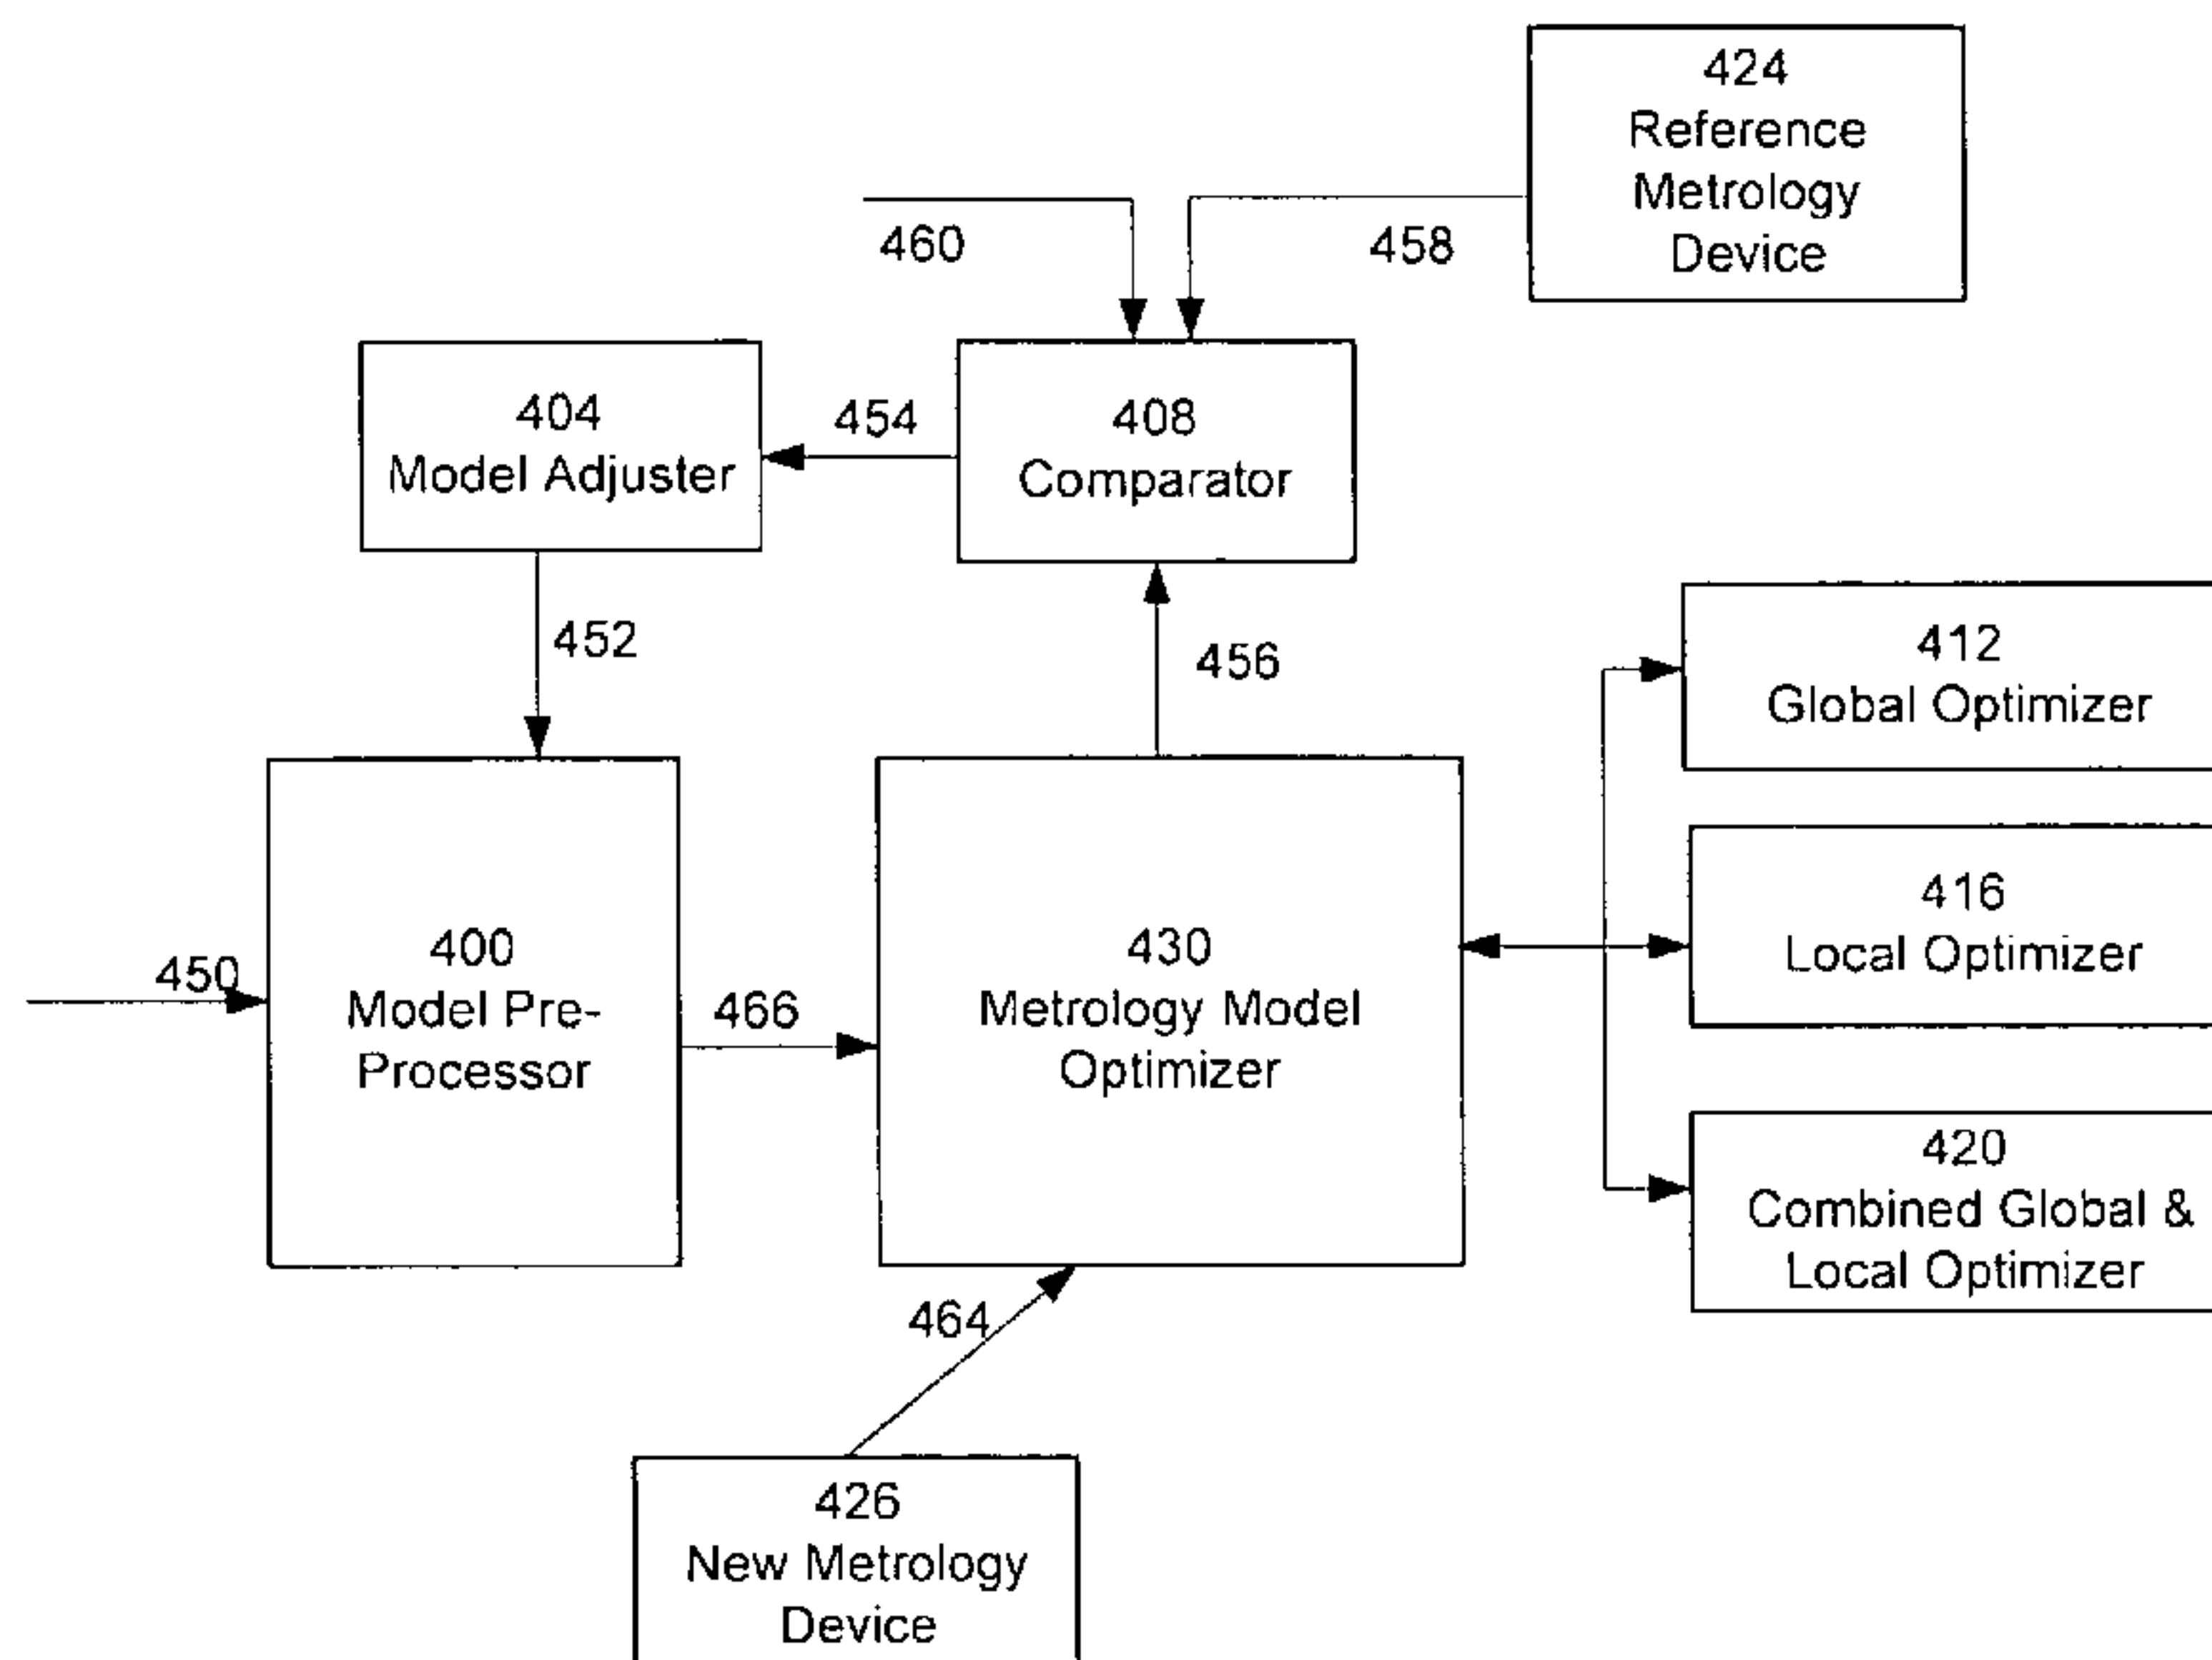 424
Reference
Metrology
Device
460
458
404
Model Adjuster
454
408
Comparator
452
456
412
Global Optimizer
416
Local Optimizer
420
Combined Global &
Local Optimizer
450
400
Model Pre-
Processor
466
430
Metrology Model
Optimizer
464
426
New Metrology
Device